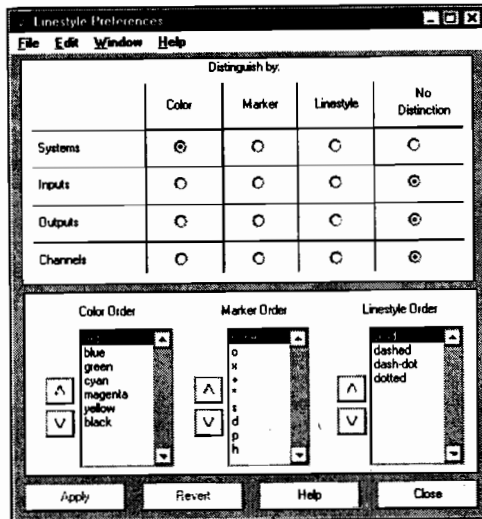 Linestyle Preferences
File Edit Window Help
Distinguish by:
Color Marker Linestyle No Distinction
Systems
Inputs
Outputs
Channels
Color Order Marker Order Linestyle Order
blue
green
cyan
magenta
yellow
black
o
x
+
*
s
d
p
h
dashed
dash-dot
dotted
Apply Revert Help Close